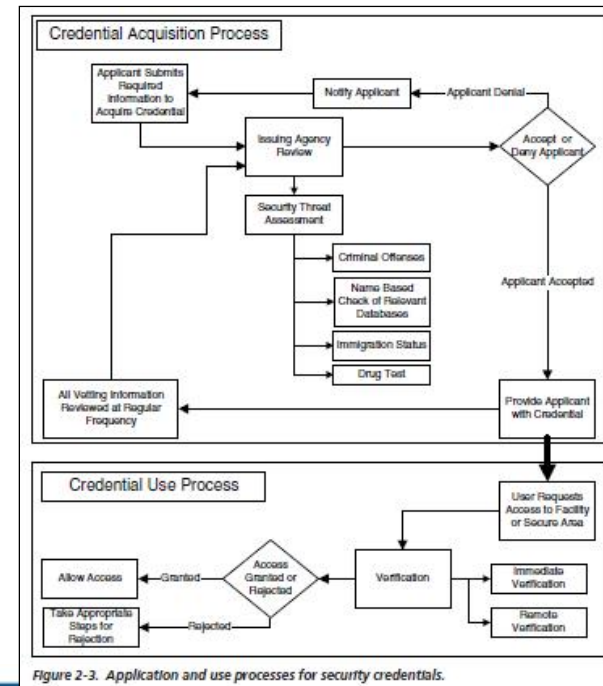 Credential Acquisition Process
Applicant Submits
Required
Information to
Acquire Credential
Notify Applicant
Applicant Denial
Issuing Agency
Review
Accept or
Deny Applicant
Security Threat
Assessment
Criminal Offenses
Name Based
Check of Relevant
Databases
Immigration Status
Drug Test
Applicant Accepted
All Vetting Information
Reviewed at Regular
Frequency
Provide Applicant
with Credential
Credential Use Process
User Requests
Access to Facility
or Secure Area
Allow Access
Granted
Access
Granted or
Rejected
Verification
Immediate
Verification
Take Appropriate
Steps for
Rejection
Rejected
Remote
Verification
Figure 2-3. Application and use processes for security credentials.